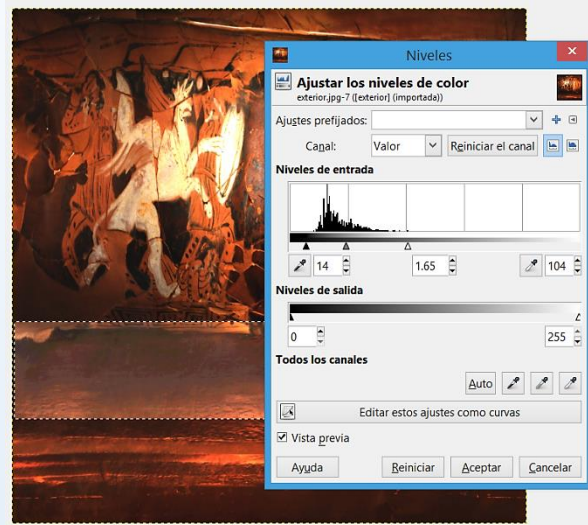 Niveles
Ajustar los niveles de color
exterior.jpg-7 ([exterior] (importada))
Ajustes prefijados:
Canal: Valor Reiniciar el canal
Niveles de entrada
14 1.65 104
Niveles de salida
0 255
Todos los canales
Auto
Editar estos ajustes como curvas
Vista previa
Ayuda Reiniciar Aceptar Cancelar